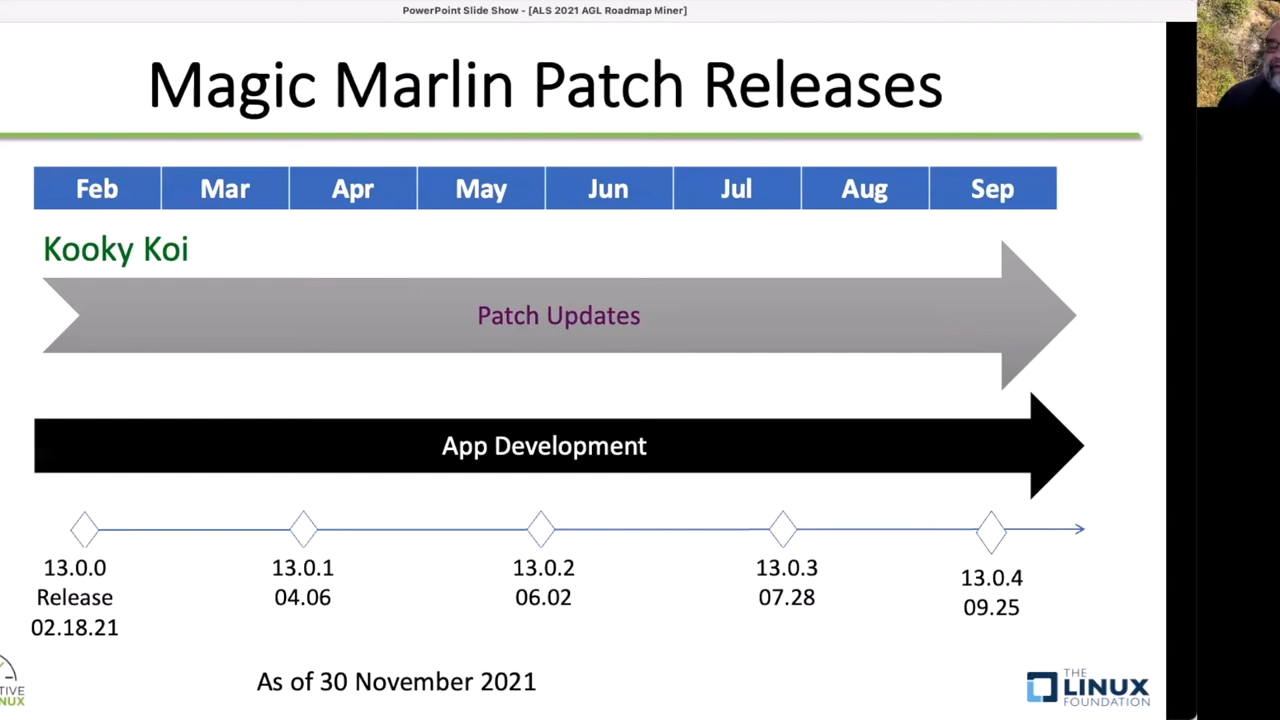 PowerPoint Slide Show - [ALS 2021 AGL Roadmap Miner]
Magic Marlin Patch Releases
Feb Mar Apr May Jun Jul Aug Sep
Kooky Koi
Patch Updates
App Development
13.0.0 13.0.1 13.0.2 13.0.3 13.0.4
Release 04.06 06.02 07.28 09.25
02.18.21
As of 30 November 2021
TIVE
NUX
THE
LINUX
FOUNDATION